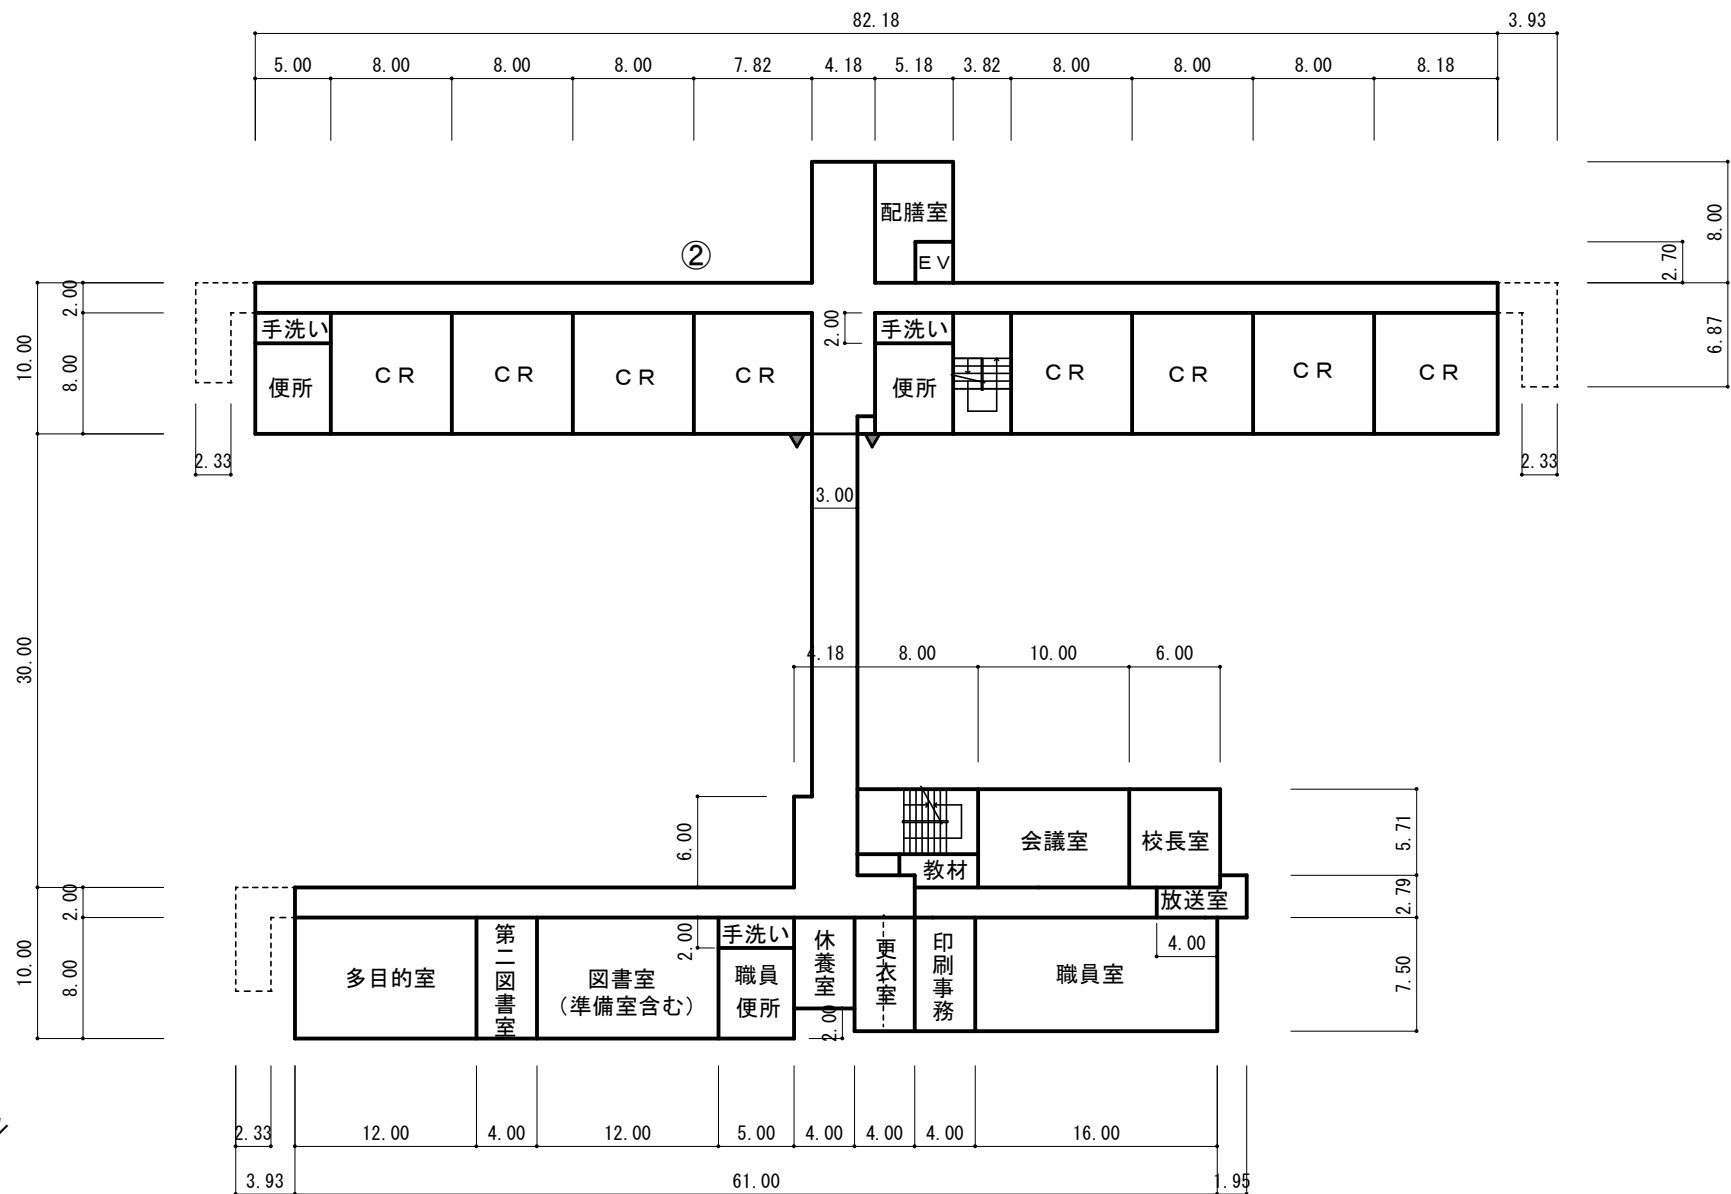 82.18 3.93
5.00 8.00 8.00 8.00 7.82 4.18 5.18 3.82 8.00 8.00 8.00 8.18
配膳室
8.00
②
EV
2.70
2.00
手洗い
2.00
手洗い
6.87
10.00
8.00
便所
CR
CR
CR
CR
便所
CR
CR
CR
CR
2.33
2.33
3.00
30.00
4.18 8.00 10.00 6.00
6.00
会議室
校長室
5.71
教材
2.00
放送室
2.79
10.00
8.00
多目的室
第二図書室
図書室
(準備室含む)
2.00
手洗い
職員
便所
休養室
2.00
更衣室
印刷事務
職員室
4.00
7.50
2.33 12.00 4.00 12.00 5.00 4.00 4.00 4.00 16.00
3.93 61.00 1.95